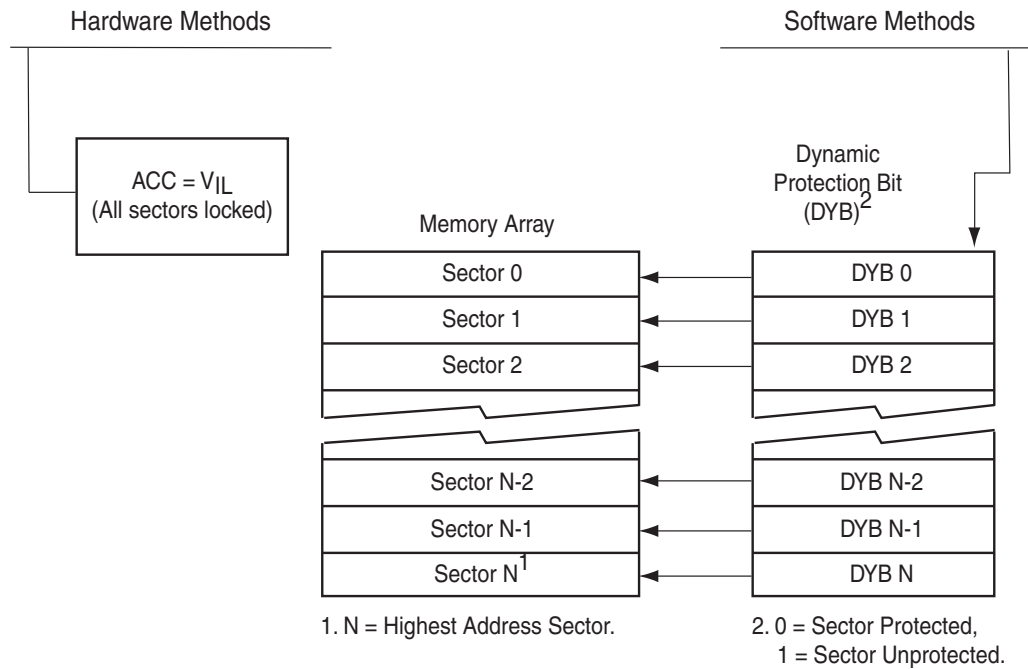 Hardware Methods
Software Methods
ACC = VIL
(All sectors locked)
Dynamic
Protection Bit
(DYB)2
Memory Array
Sector 0
DYB 0
Sector 1
DYB 1
Sector 2
DYB 2
Sector N-2
DYB N-2
Sector N-1
DYB N-1
Sector N1
DYB N
1. N = Highest Address Sector.
2. 0 = Sector Protected,
1 = Sector Unprotected.